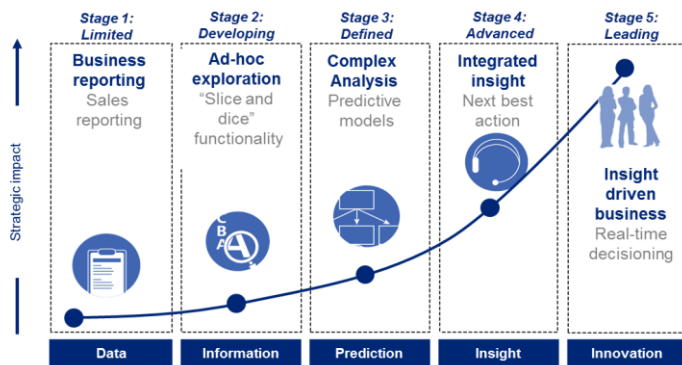 Stage 1:
Limited
Stage 2:
Developing
Stage 3:
Defined
Stage 4:
Advanced
Stage 5:
Leading
Strategic impact
Business
reporting
Sales
reporting
Ad-hoc
exploration
“Slice and
dice”
functionality
Complex
Analysis
Predictive
models
Integrated
insight
Next best
action
Insight
driven
business
Real-time
decisioning
C
B
A
A
Data
Information
Prediction
Insight
Innovation